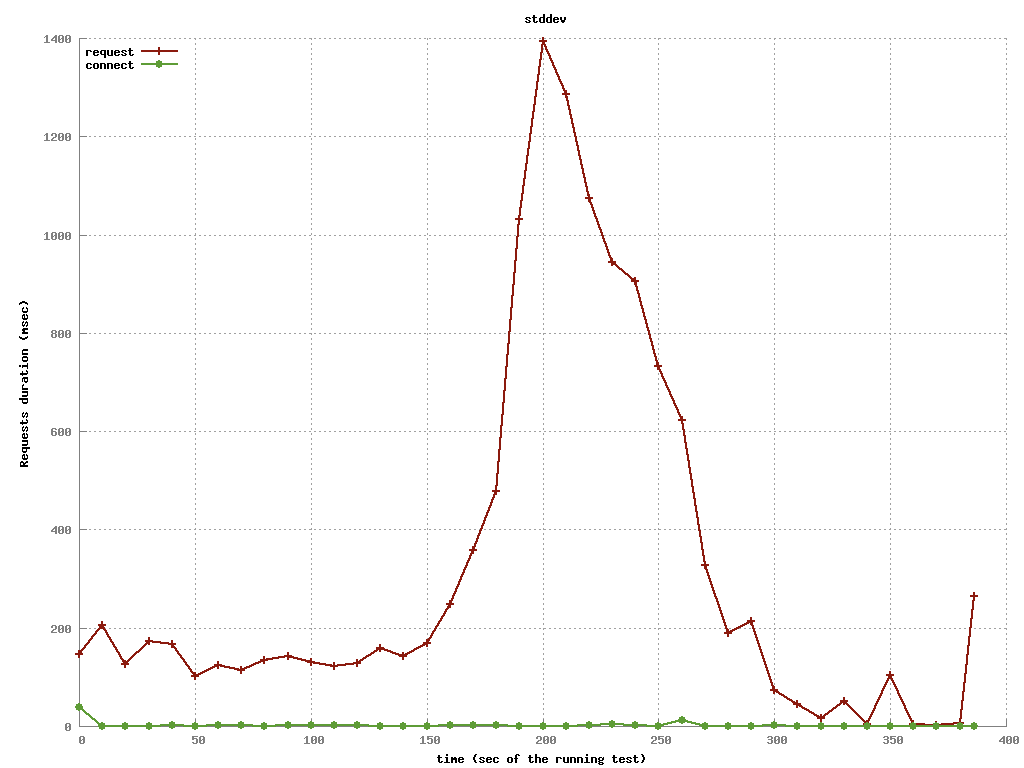 stddev
request
connect
1400
1200
1000
800
600
400
200
0
Requests duration (msec)
0 50 100 150 200 250 300 350 400
time (sec of the running test)